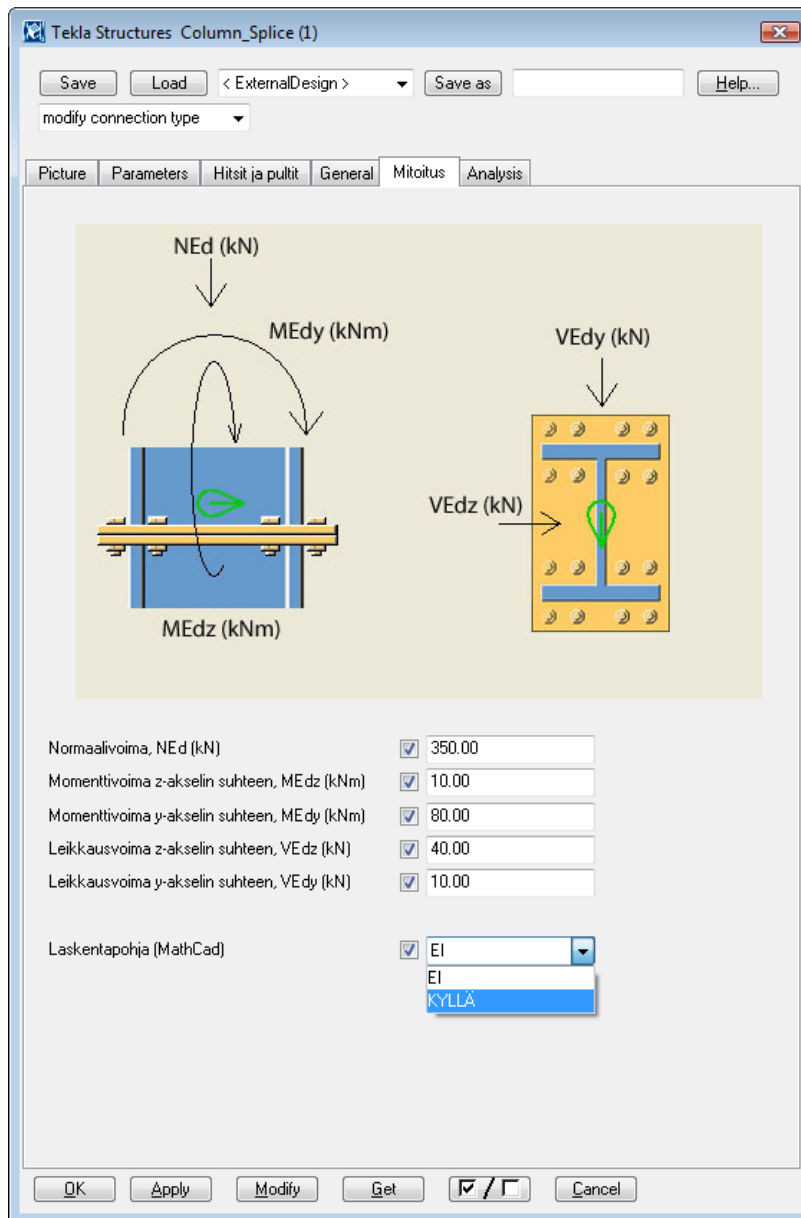 Tekla Structures Column_Splice (1)
Save Load < ExternalDesign > Save as Help...
modify connection type
Picture Parameters Hitsit ja pultit General Mitoitus Analysis
NEd (kN)
MEdy (kNm)
VEdy (kN)
VEdz (kN)
MEdz (kNm)
Normaalivoima, NEd (kN) 350.00
Momenttivoima z-akselin suhteen, MEdz (kNm) 10.00
Momenttivoima y-akselin suhteen, MEdy (kNm) 80.00
Leikkausvoima z-akselin suhteen, VEdz (kN) 40.00
Leikkausvoima y-akselin suhteen, VEdy (kN) 10.00
Laskentapohja (MathCad) EI
EI
KYLLÄ
OK Apply Modify Get / Cancel